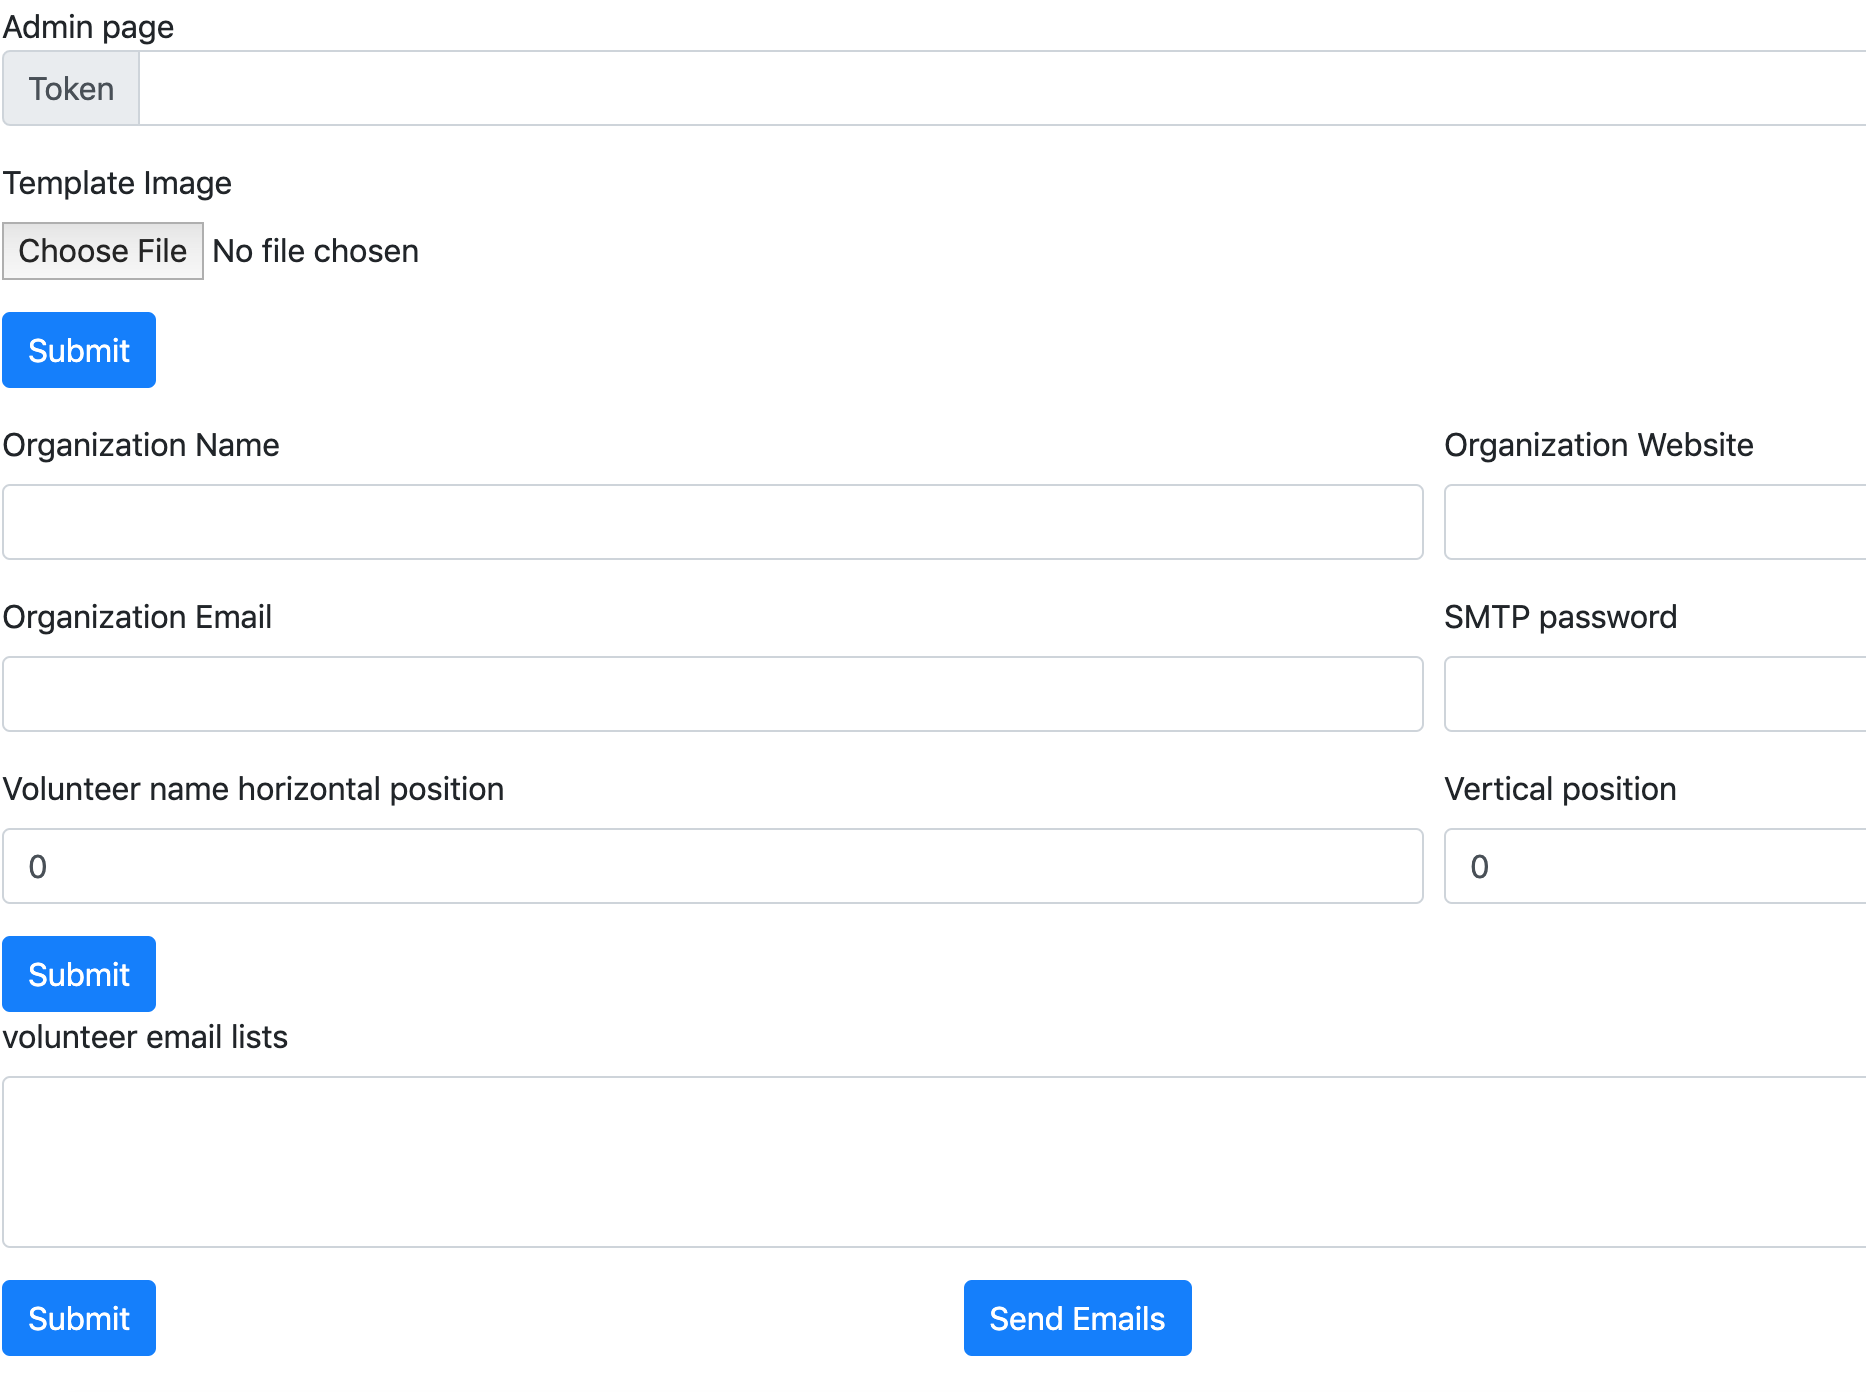 Admin page
Token
Template Image
Choose File No file chosen
Submit
Organization Name
Organization Website
Organization Email
SMTP password
Volunteer name horizontal position
Vertical position
0
0
Submit
volunteer email lists
Submit
Send Emails